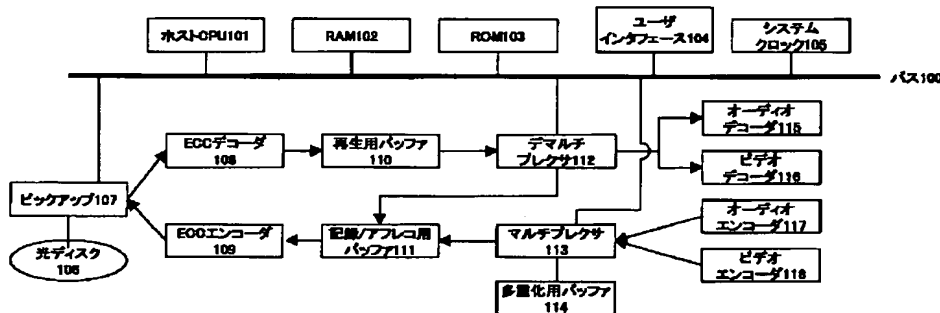 ホストCPU101
RAM102
ROM103
ユーザ
インタフェース104
システム
クロック105
バス100
ECCデコーダ
108
再生用バッファ
110
デマルチ
プレクサ112
オーディオ
デコーダ115
ビデオ
デコーダ116
ピックアップ107
光ディスク
106
ECCエンコーダ
109
記録/アフレコ用
バッファ111
マルチプレクサ
113
オーディオ
エンコーダ117
ビデオ
エンコーダ118
多重化用バッファ
114